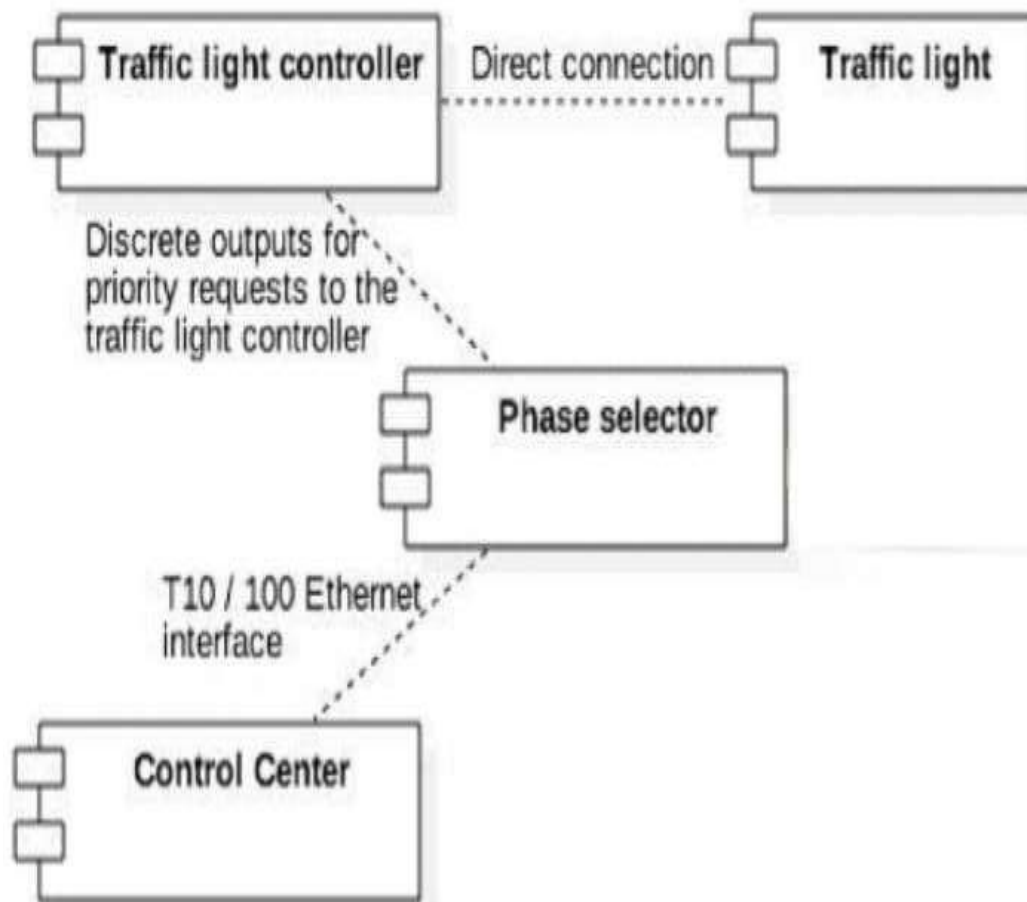 Traffic light controller
Direct connection
Traffic light
Discrete outputs for
priority requests to the
traffic light controller
Phase selector
T10 / 100 Ethernet
interface
Control Center